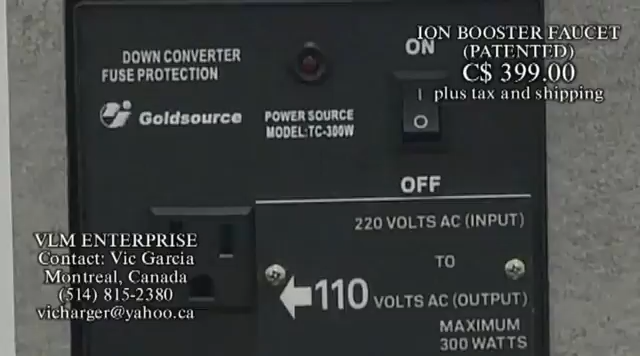 ION BOOSTER FAUCET
(PATENTED)
C$ 399.00
plus tax and shipping
ON
DOWN CONVERTER
FUSE PROTECTION
Goldsource
POWER SOURCE
MODEL:TC-300W
I
O
OFF
220 VOLTS AC (INPUT)
TO
110 VOLTS AC (OUTPUT)
MAXIMUM
300 WATTS
VLM ENTERPRISE
Contact: Vic Garcia
Montreal, Canada
(514) 815-2380
vicharger@yahoo.ca